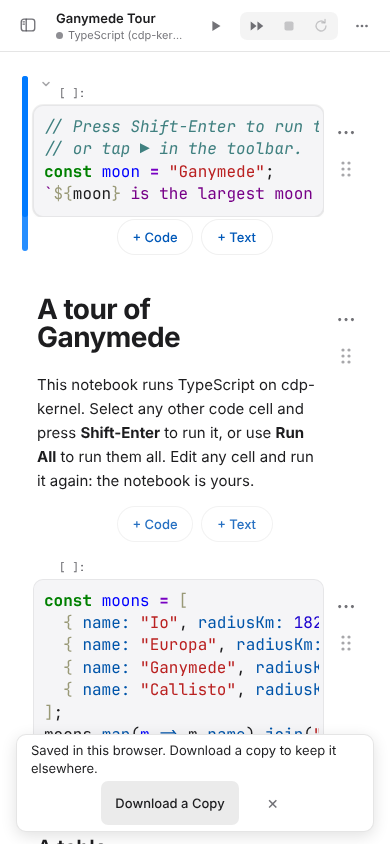 Ganymede Tour
TypeScript (cdp-ker...
[ ]:
// Press Shift-Enter to run t
// or tap ▶ in the toolbar.
const moon = "Ganymede";
`${moon} is the largest moon
+ Code + Text
A tour of
Ganymede
This notebook runs TypeScript on cdp-
kernel. Select any other code cell and
press Shift-Enter to run it, or use Run
All to run them all. Edit any cell and run
it again: the notebook is yours.
+ Code + Text
[ ]:
const moons = [
{ name: "Io", radiusKm: 182
{ name: "Europa", radiusKm:
{ name: "Ganymede", radiusK
{ name: "Callisto", radiusK
];
Saved in this browser. Download a copy to keep it
elsewhere.
Download a Copy